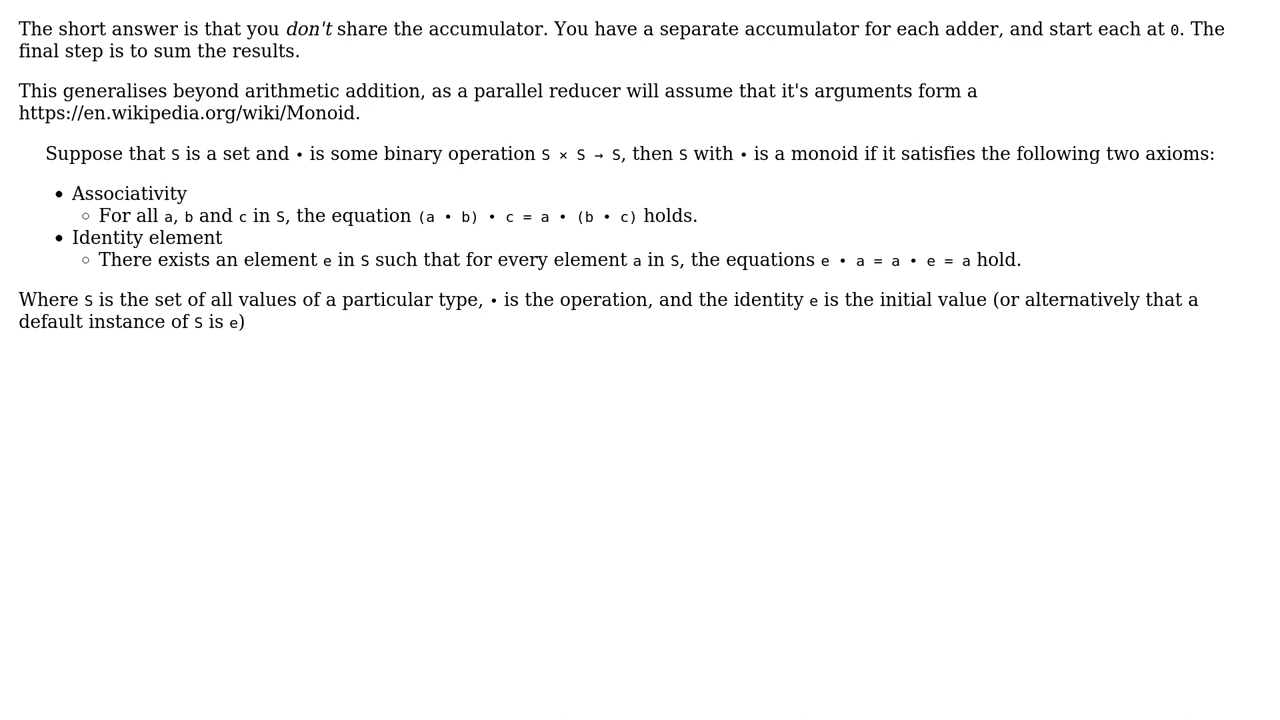 The short answer is that you don't share the accumulator. You have a separate accumulator for each adder, and start each at 0. The
final step is to sum the results.
This generalises beyond arithmetic addition, as a parallel reducer will assume that it's arguments form a
https://en.wikipedia.org/wiki/Monoid.
Suppose that S is a set and • is some binary operation S × S → S, then S with • is a monoid if it satisfies the following two axioms:
• Associativity
◦ For all a, b and c in S, the equation (a • b) • c = a • (b • c) holds.
• Identity element
◦ There exists an element e in S such that for every element a in S, the equations e • a = a • e = a hold.
Where S is the set of all values of a particular type, • is the operation, and the identity e is the initial value (or alternatively that a
default instance of S is e)